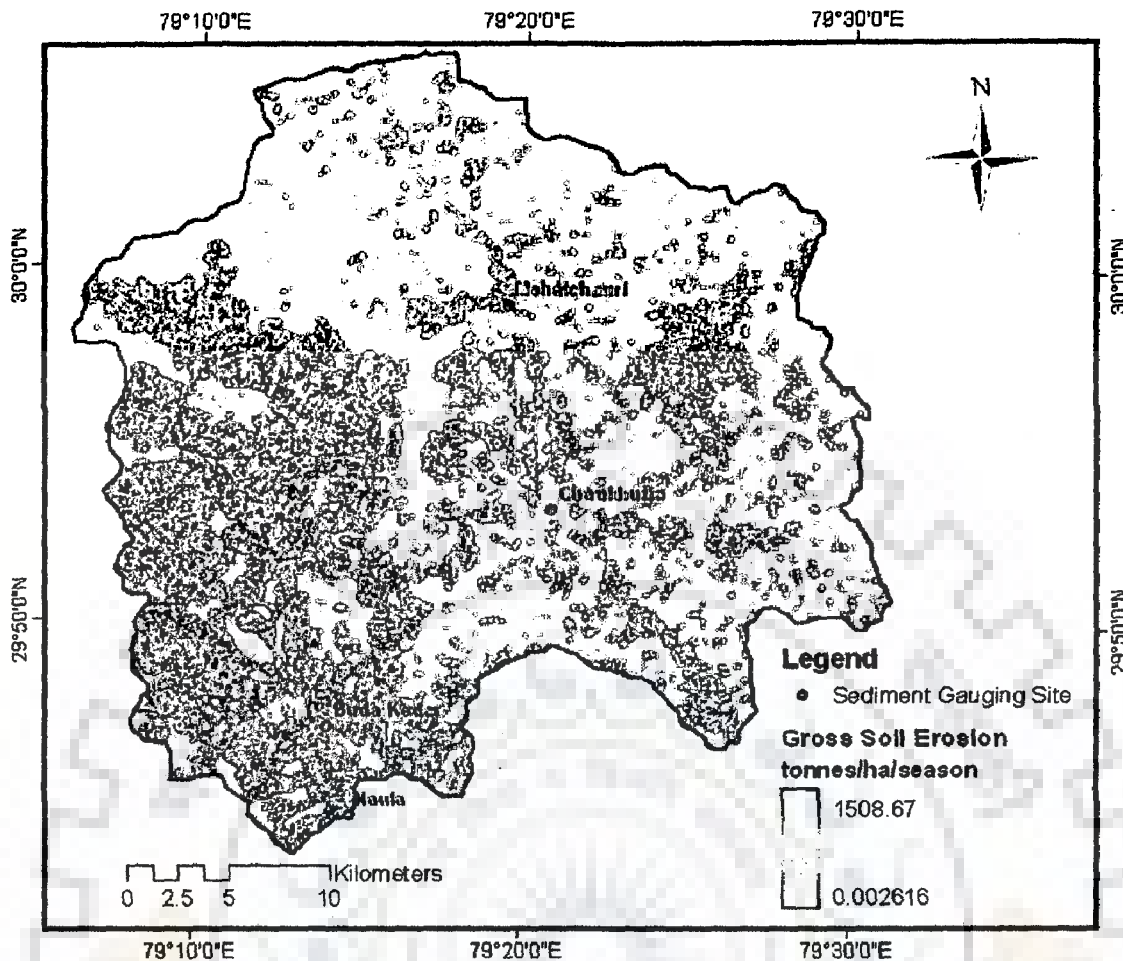 79°10'0"E 79°20'0"E 79°30'0"E
N
30°0'0"N
30°0'0"N
Chaukhutia
29°50'0"N
29°50'0"N
Legend
Sediment Gauging Site
Gross Soil Erosion
tonnes/ha/season
1508.67
0.002616
Naula
Kilometers
0 2.5 5 10
79°10'0"E 79°20'0"E 79°30'0"E